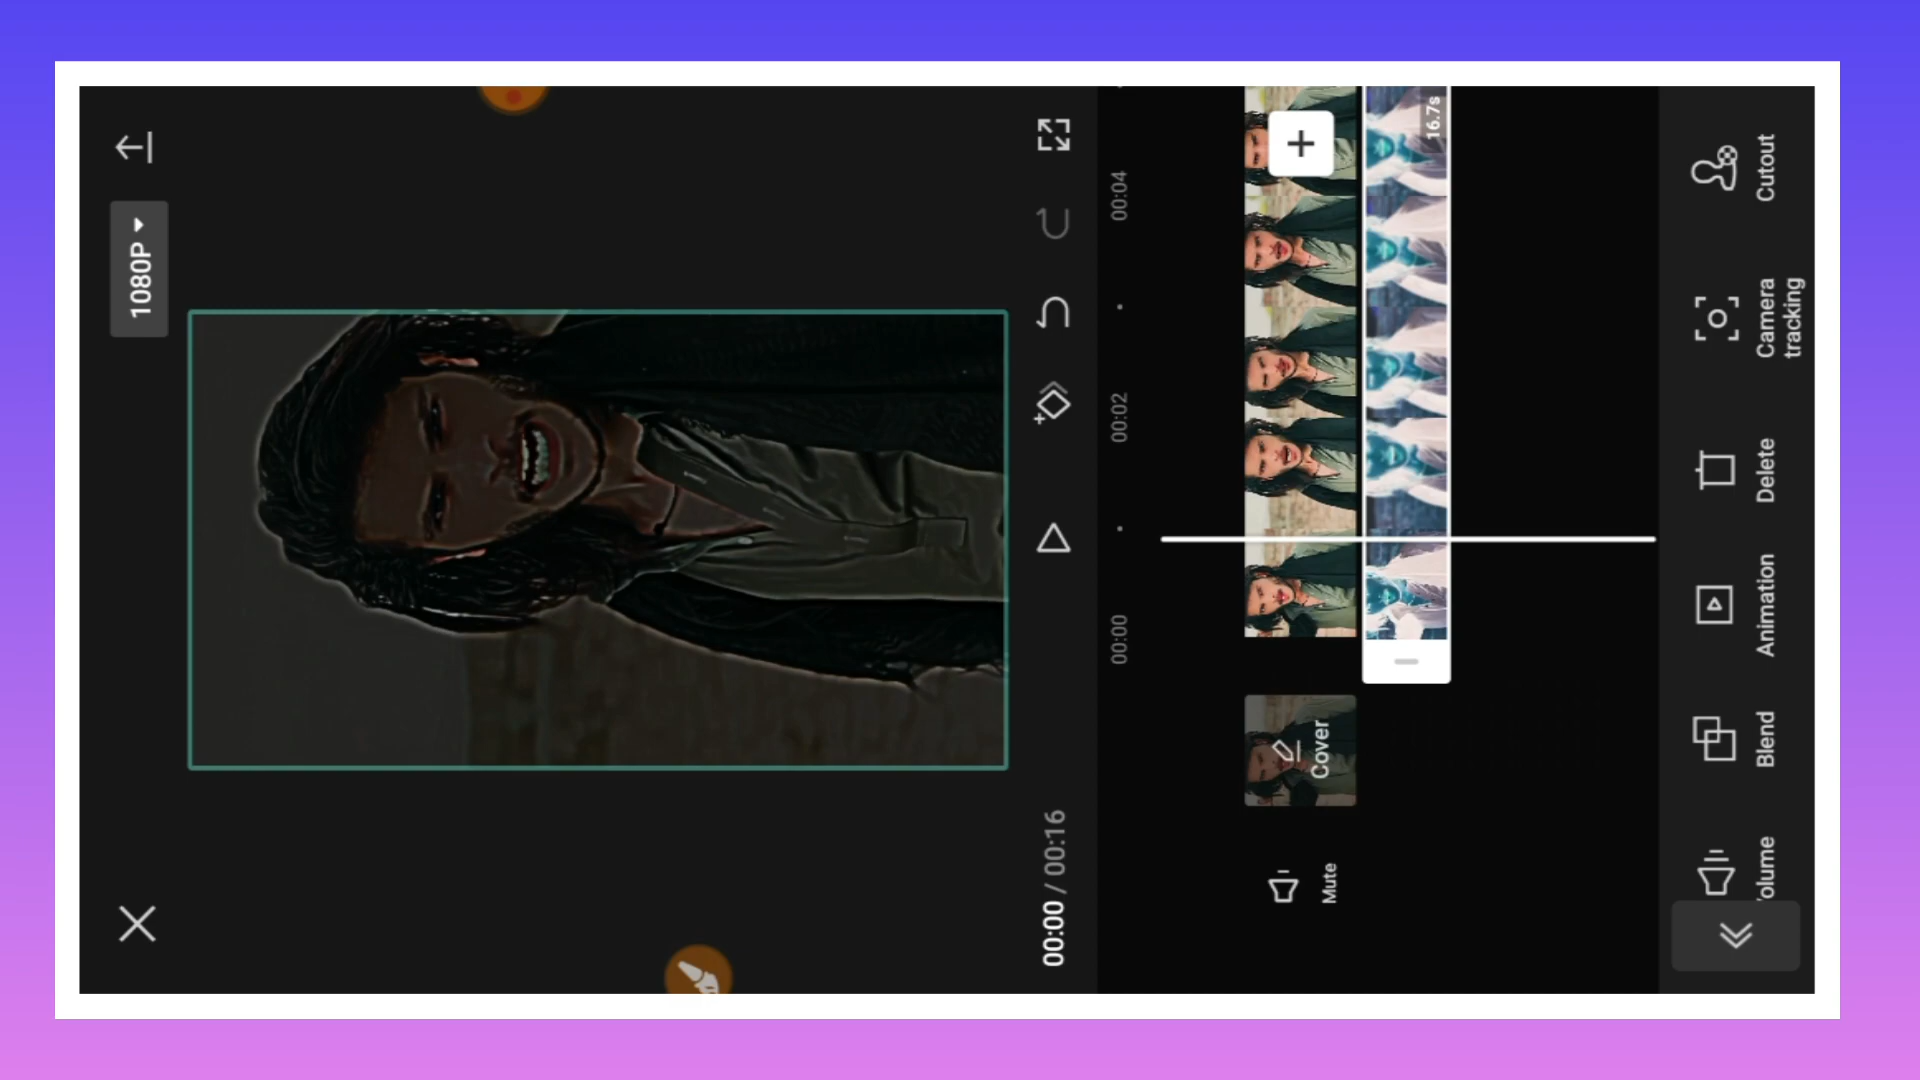 1080P
00:00 / 00:16
00:00
00:02
00:04
16.7s
Cover
Mute
Volume
Blend
Animation
Delete
Camera
tracking
Cutout